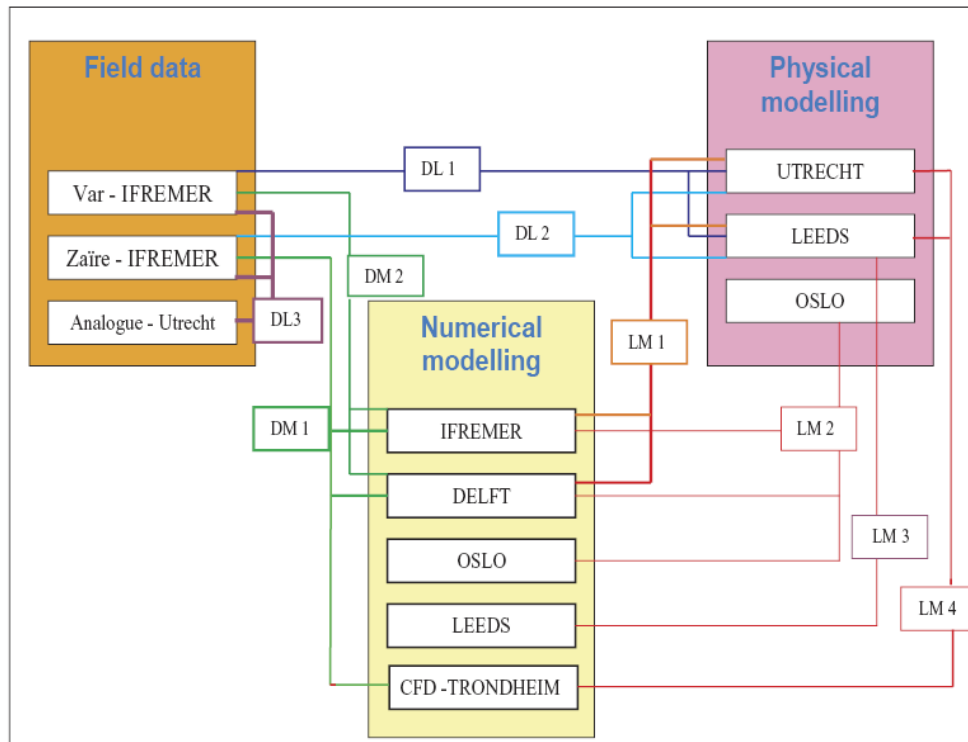 Field data
Physical
modelling
DL 1
UTRECHT
Var - IFREMER
DL 2
LEEDS
Zaïre - IFREMER
DM 2
OSLO
Analogue - Utrecht
DL3
Numerical
modelling
LM 1
DM 1
IFREMER
LM 2
DELFT
LM 3
OSLO
LM 4
LEEDS
CFD -TRONDHEIM